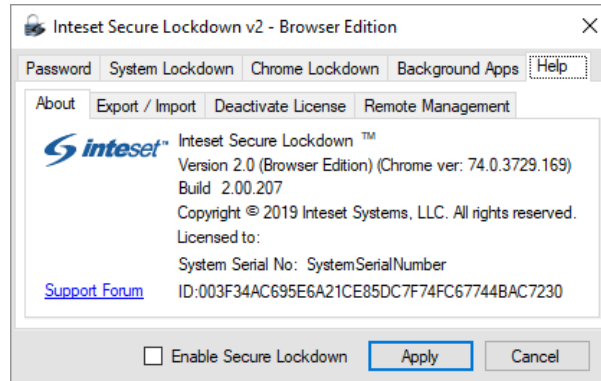 Inteset Secure Lockdown v2 - Browser Edition
Password System Lockdown Chrome Lockdown Background Apps Help
About Export / Import Deactivate License Remote Management
inteset™ Inteset Secure Lockdown ™
Version 2.0 (Browser Edition) (Chrome ver: 74.0.3729.169)
Build 2.00.207
Copyright © 2019 Inteset Systems, LLC. All rights reserved.
Licensed to:
System Serial No: SystemSerialNumber
Support Forum ID:003F34AC695E6A21CE85DC7F74FC67744BAC7230
Enable Secure Lockdown Apply Cancel